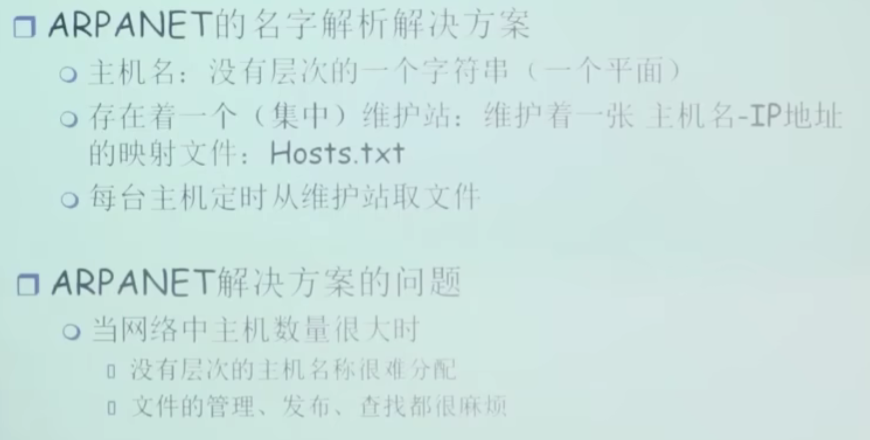 ARPANET的名字解析解决方案
主机名：没有层次的一个字符串（一个平面）
存在着一个（集中）维护站：维护着一张 主机名-IP地址
的映射文件：Hosts.txt
每台主机定时从维护站取文件
ARPANET解决方案的问题
当网络中主机数量很大时
没有层次的主机名称很难分配
文件的管理、发布、查找都很麻烦